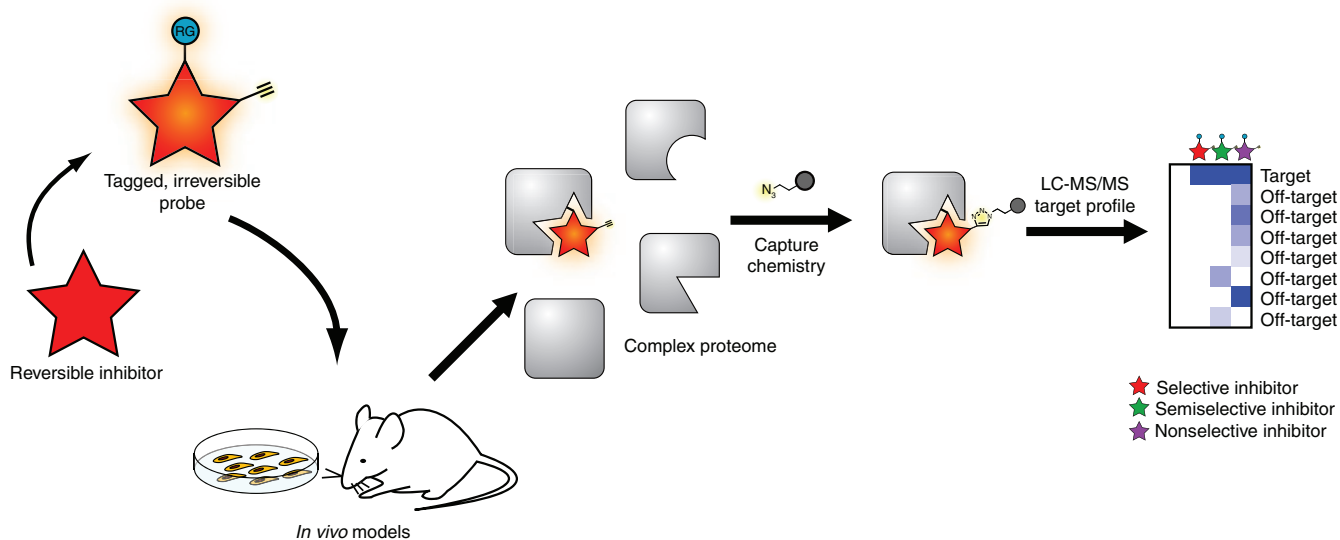 RG
Tagged, irreversible
probe
Reversible inhibitor
In vivo models
Complex proteome
N3
Capture
chemistry
N
N
N
LC-MS/MS
target profile
Target
Off-target
Off-target
Off-target
Off-target
Off-target
Off-target
Off-target
Selective inhibitor
Semiselective inhibitor
Nonselective inhibitor